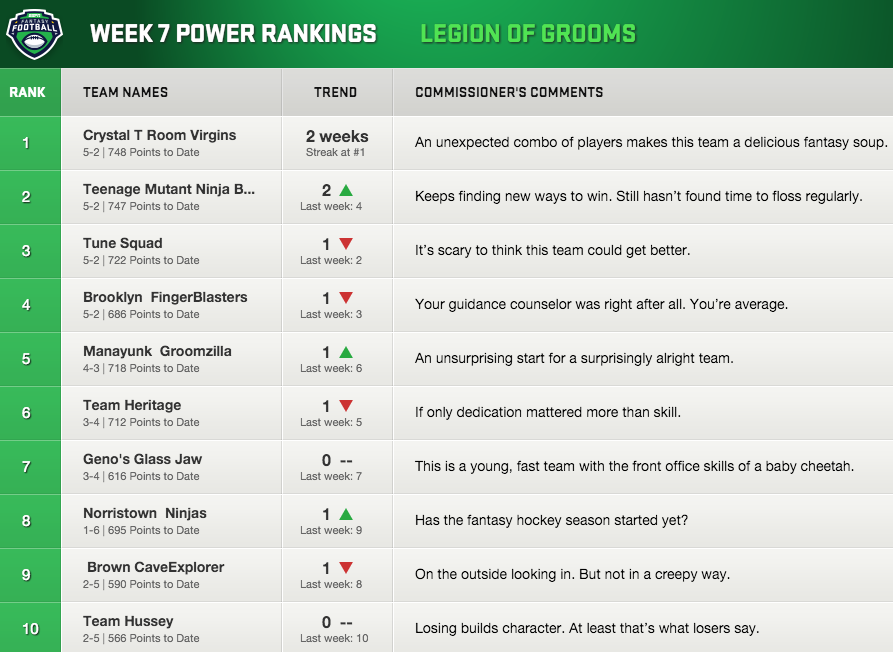 ESPN
FANTASY
FOOTBALL
WEEK 7 POWER RANKINGS LEGION OF GROOMS
RANK TEAM NAMES TREND COMMISSIONER'S COMMENTS
1 Crystal T Room Virgins 2 weeks An unexpected combo of players makes this team a delicious fantasy soup.
5-2 | 748 Points to Date Streak at #1
2 Teenage Mutant Ninja B... 2 Keeps finding new ways to win. Still hasn't found time to floss regularly.
5-2 | 747 Points to Date Last week: 4
3 Tune Squad 1 It's scary to think this team could get better.
5-2 | 722 Points to Date Last week: 2
4 Brooklyn FingerBlasters 1 Your guidance counselor was right after all. You're average.
5-2 | 686 Points to Date Last week: 3
5 Manayunk Groomzilla 1 An unsurprising start for a surprisingly alright team.
4-3 | 718 Points to Date Last week: 6
6 Team Heritage 1 If only dedication mattered more than skill.
3-4 | 712 Points to Date Last week: 5
7 Geno's Glass Jaw 0 -- This is a young, fast team with the front office skills of a baby cheetah.
3-4 | 616 Points to Date Last week: 7
8 Norristown Ninjas 1 Has the fantasy hockey season started yet?
1-6 | 695 Points to Date Last week: 9
9 Brown CaveExplorer 1 On the outside looking in. But not in a creepy way.
2-5 | 590 Points to Date Last week: 8
10 Team Hussey 0 -- Losing builds character. At least that's what losers say.
2-5 | 566 Points to Date Last week: 10